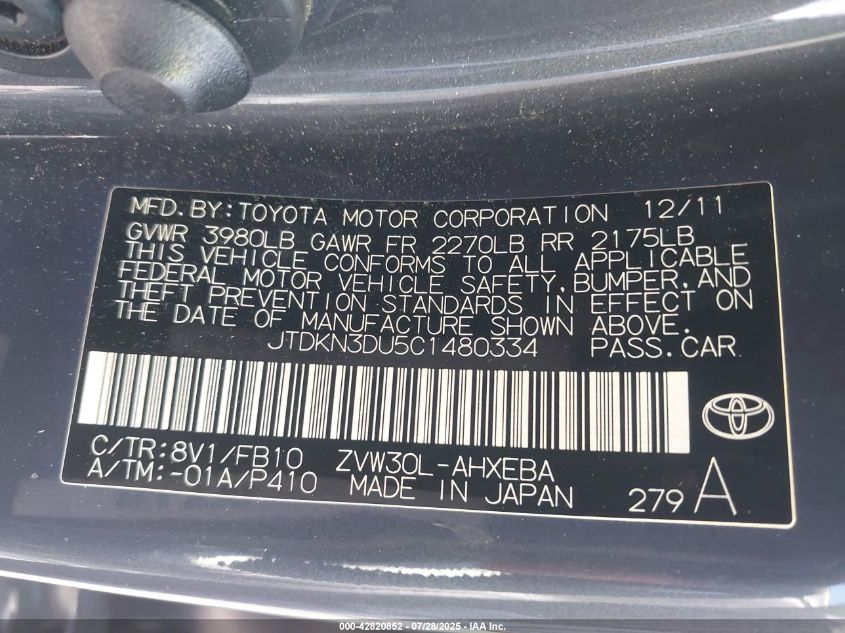 MFD.BY:TOYOTA MOTOR CORPORATION 12/11
GVWR 3980LB GAWR FR 2270LB RR 2175LB
THIS VEHICLE CONFORMS TO ALL APPLICABLE
FEDERAL MOTOR VEHICLE SAFETY,BUMPER,AND
THEFT PREVENTION STANDARDS IN EFFECT ON
THE DATE OF MANUFACTURE SHOWN ABOVE.
JTDKN3DU5C1480334 PASS.CAR
C/TR:8V1/FB10 ZVW30L-AHXEBA
A/TM:-01A/P410 MADE IN JAPAN 279 A
000-42820852 / 07/28/2025 - IAA Inc.